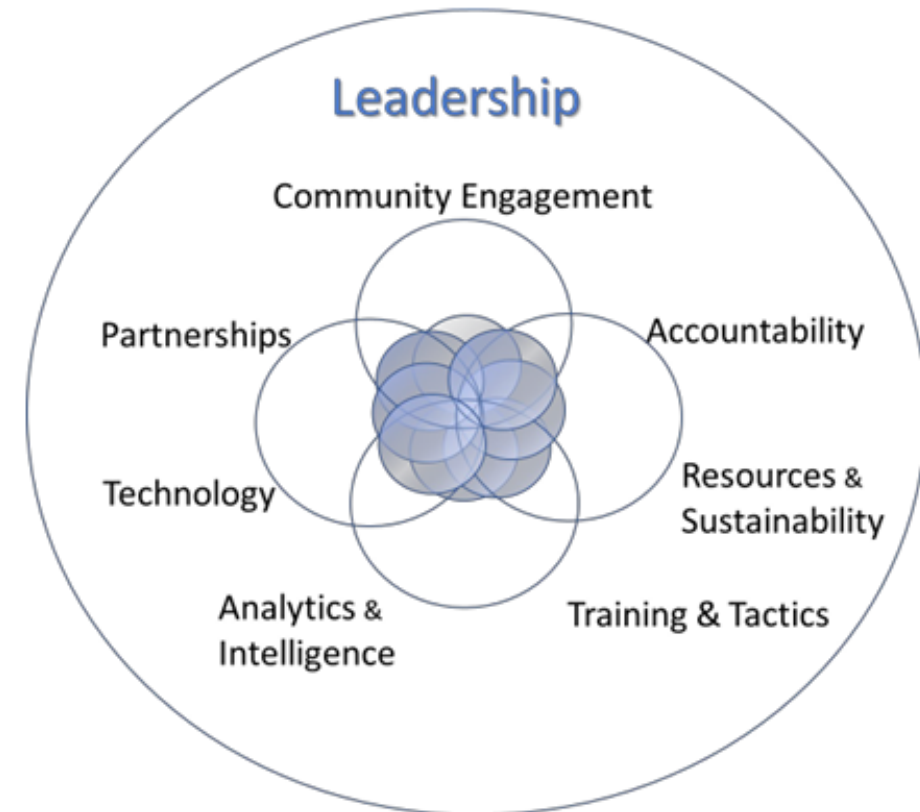 Leadership
Community Engagement
Partnerships
Accountability
Technology
Resources &
Sustainability
Analytics &
Intelligence
Training & Tactics